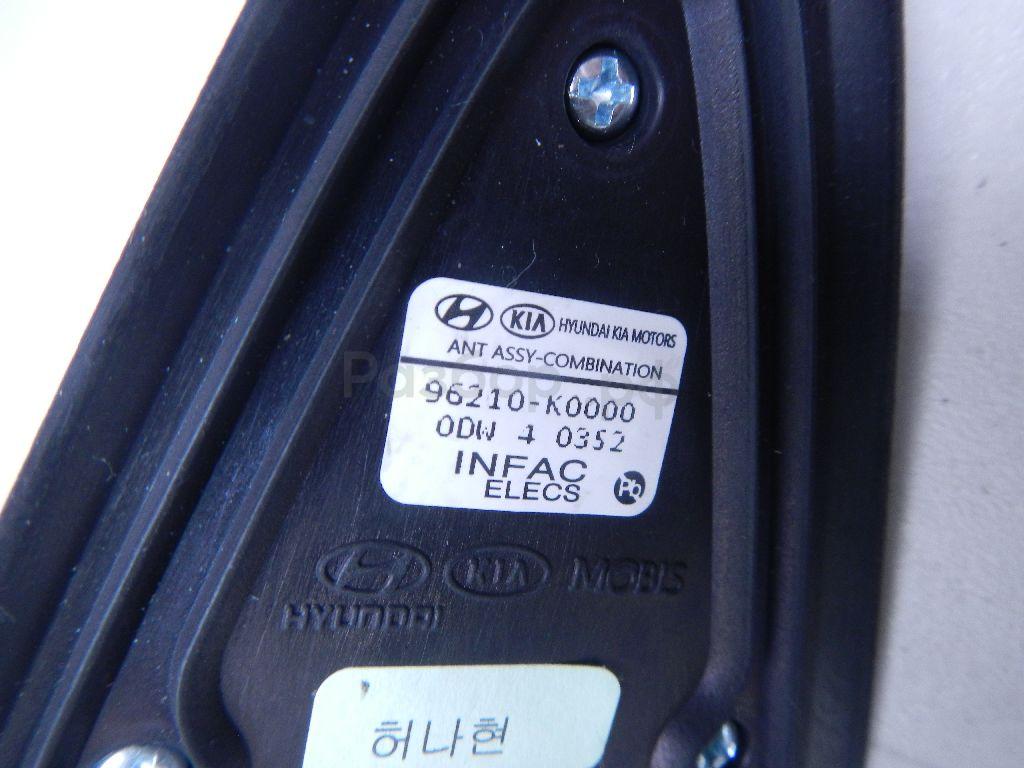 KIA HYUNDAI KIA MOTORS
ANT ASSY-COMBINATION
96210-K0000
0DW 4 0352
INFAC
ELECS
Pb
KIA MOBIS
HYUNDAI
허나현